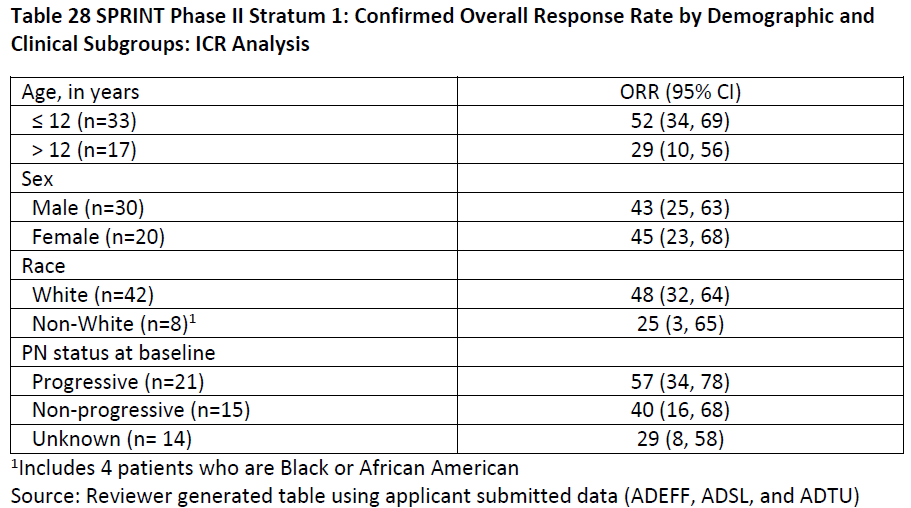 Table 28 SPRINT Phase II Stratum 1: Confirmed Overall Response Rate by Demographic and
Clinical Subgroups: ICR Analysis
Age, in years ORR (95% CI)
≤ 12 (n=33) 52 (34, 69)
> 12 (n=17) 29 (10, 56)
Sex
Male (n=30) 43 (25, 63)
Female (n=20) 45 (23, 68)
Race
White (n=42) 48 (32, 64)
Non-White (n=8)¹ 25 (3, 65)
PN status at baseline
Progressive (n=21) 57 (34, 78)
Non-progressive (n=15) 40 (16, 68)
Unknown (n= 14) 29 (8, 58)
¹Includes 4 patients who are Black or African American
Source: Reviewer generated table using applicant submitted data (ADEFF, ADSL, and ADTU)